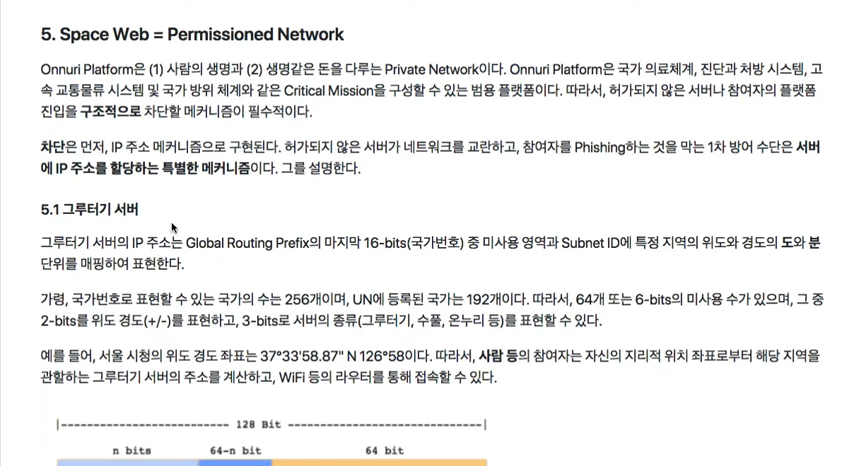 5. Space Web = Permissioned Network
Onnuri Platform은 (1) 사람의 생명과 (2) 생명같은 돈을 다루는 Private Network이다. Onnuri Platform은 국가 의료체계, 진단과 처방 시스템, 고
속 교통물류 시스템 및 국가 방위 체계와 같은 Critical Mission을 구성할 수 있는 범용 플랫폼이다. 따라서, 허가되지 않은 서버나 참여자의 플랫폼
진입을 구조적으로 차단할 메커니즘이 필수적이다.
차단은 먼저, IP 주소 메커니즘으로 구현된다. 허가되지 않은 서버가 네트워크를 교란하고, 참여자를 Phishing하는 것을 막는 1차 방어 수단은 서버
에 IP 주소를 할당하는 특별한 메커니즘이다. 그를 설명한다.
5.1 그루터기 서버
그루터기 서버의 IP 주소는 Global Routing Prefix의 마지막 16-bits(국가번호) 중 미사용 영역과 Subnet ID에 특정 지역의 위도와 경도의 도와 분
단위를 매핑하여 표현한다.
가령, 국가번호로 표현할 수 있는 국가의 수는 256개이며, UN에 등록된 국가는 192개이다. 따라서, 64개 또는 6-bits의 미사용 수가 있으며, 그 중
2-bits를 위도 경도(+/-)를 표현하고, 3-bits로 서버의 종류(그루터기, 수풀, 온누리 등)를 표현할 수 있다.
예를 들어, 서울 시청의 위도 경도 좌표는 37°33'58.87" N 126°58이다. 따라서, 사람 등의 참여자는 자신의 지리적 위치 좌표로부터 해당 지역을
관할하는 그루터기 서버의 주소를 계산하고, WiFi 등의 라우터를 통해 접속할 수 있다.
|-------------------------- 128 Bit ------------------------------|
n bits 64-n bit 64 bit